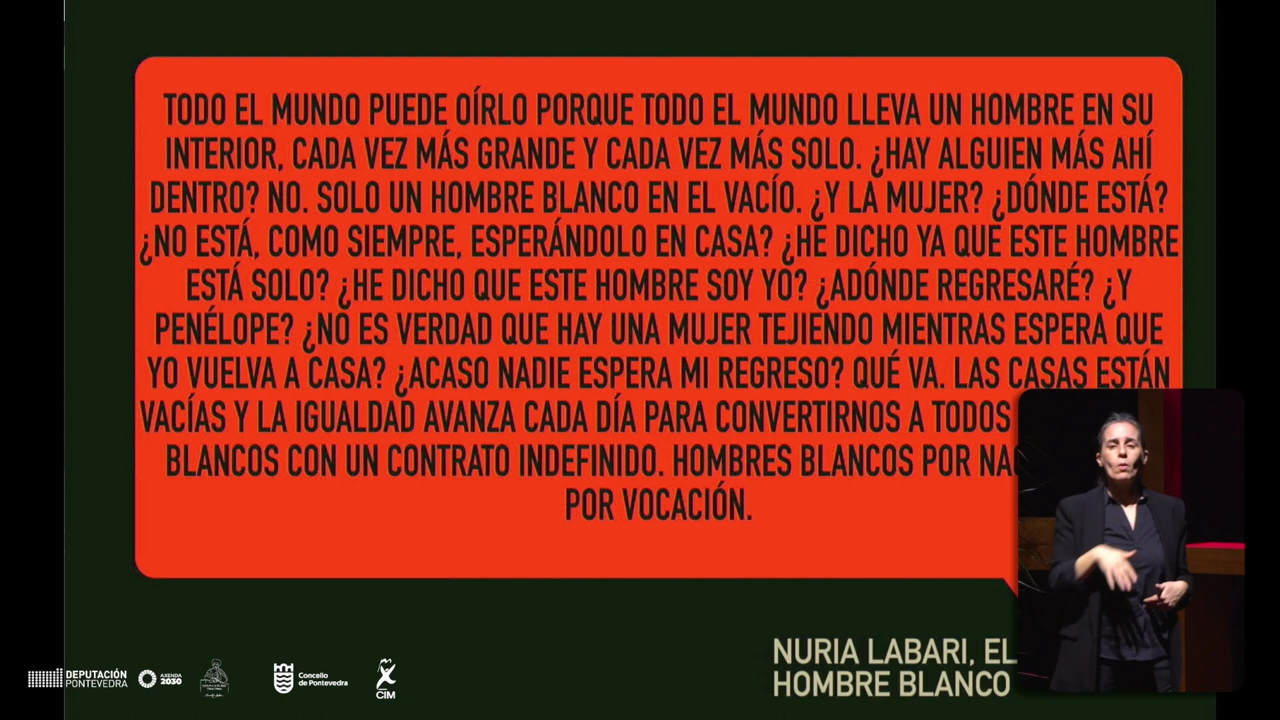 TODO EL MUNDO PUEDE OÍRLO PORQUE TODO EL MUNDO LLEVA UN HOMBRE EN SU
INTERIOR, CADA VEZ MÁS GRANDE Y CADA VEZ MÁS SOLO. ¿HAY ALGUIEN MÁS AHÍ
DENTRO? NO. SOLO UN HOMBRE BLANCO EN EL VACÍO. ¿Y LA MUJER? ¿DÓNDE ESTÁ?
¿NO ESTÁ, COMO SIEMPRE, ESPERÁNDOLO EN CASA? ¿HE DICHO YA QUE ESTE HOMBRE
ESTÁ SOLO? ¿HE DICHO QUE ESTE HOMBRE SOY YO? ¿ADÓNDE REGRESARÉ? ¿Y
PENÉLOPE? ¿NO ES VERDAD QUE HAY UNA MUJER TEJIENDO MIENTRAS ESPERA QUE
YO VUELVA A CASA? ¿ACASO NADIE ESPERA MI REGRESO? QUÉ VA. LAS CASAS ESTÁN
VACÍAS Y LA IGUALDAD AVANZA CADA DÍA PARA CONVERTIRNOS A TODOS
BLANCOS CON UN CONTRATO INDEFINIDO. HOMBRES BLANCOS POR
POR VOCACIÓN.
NURIA LABARI, EL
HOMBRE BLANCO
DEPUTACIÓN
PONTEVEDRA
AXENDA
2030
Concello
de Pontevedra
CIM